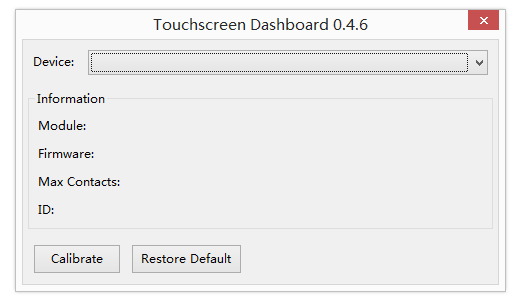 Touchscreen Dashboard 0.4.6
Device:
Information
Module:
Firmware:
Max Contacts:
ID:
Calibrate Restore Default